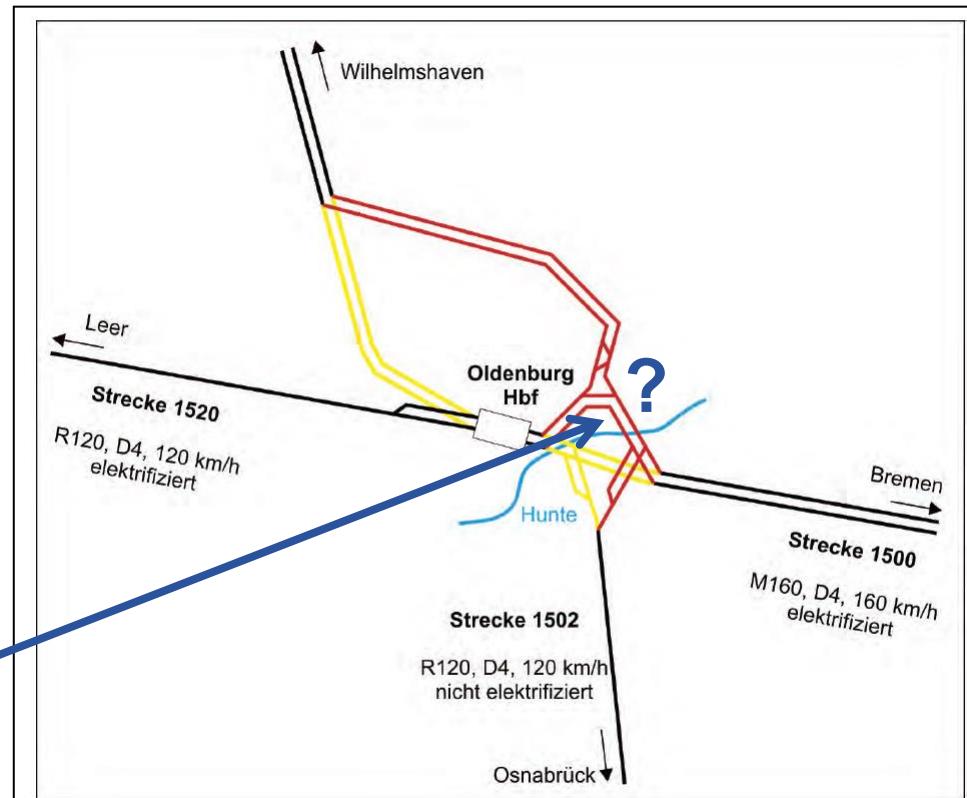 Wilhelmshaven
Leer
Strecke 1520
R120, D4, 120 km/h
elektrifiziert
Oldenburg
Hbf
?
Hunte
Bremen
Strecke 1500
M160, D4, 160 km/h
elektrifiziert
Strecke 1502
R120, D4, 120 km/h
nicht elektrifiziert
Osnabrück